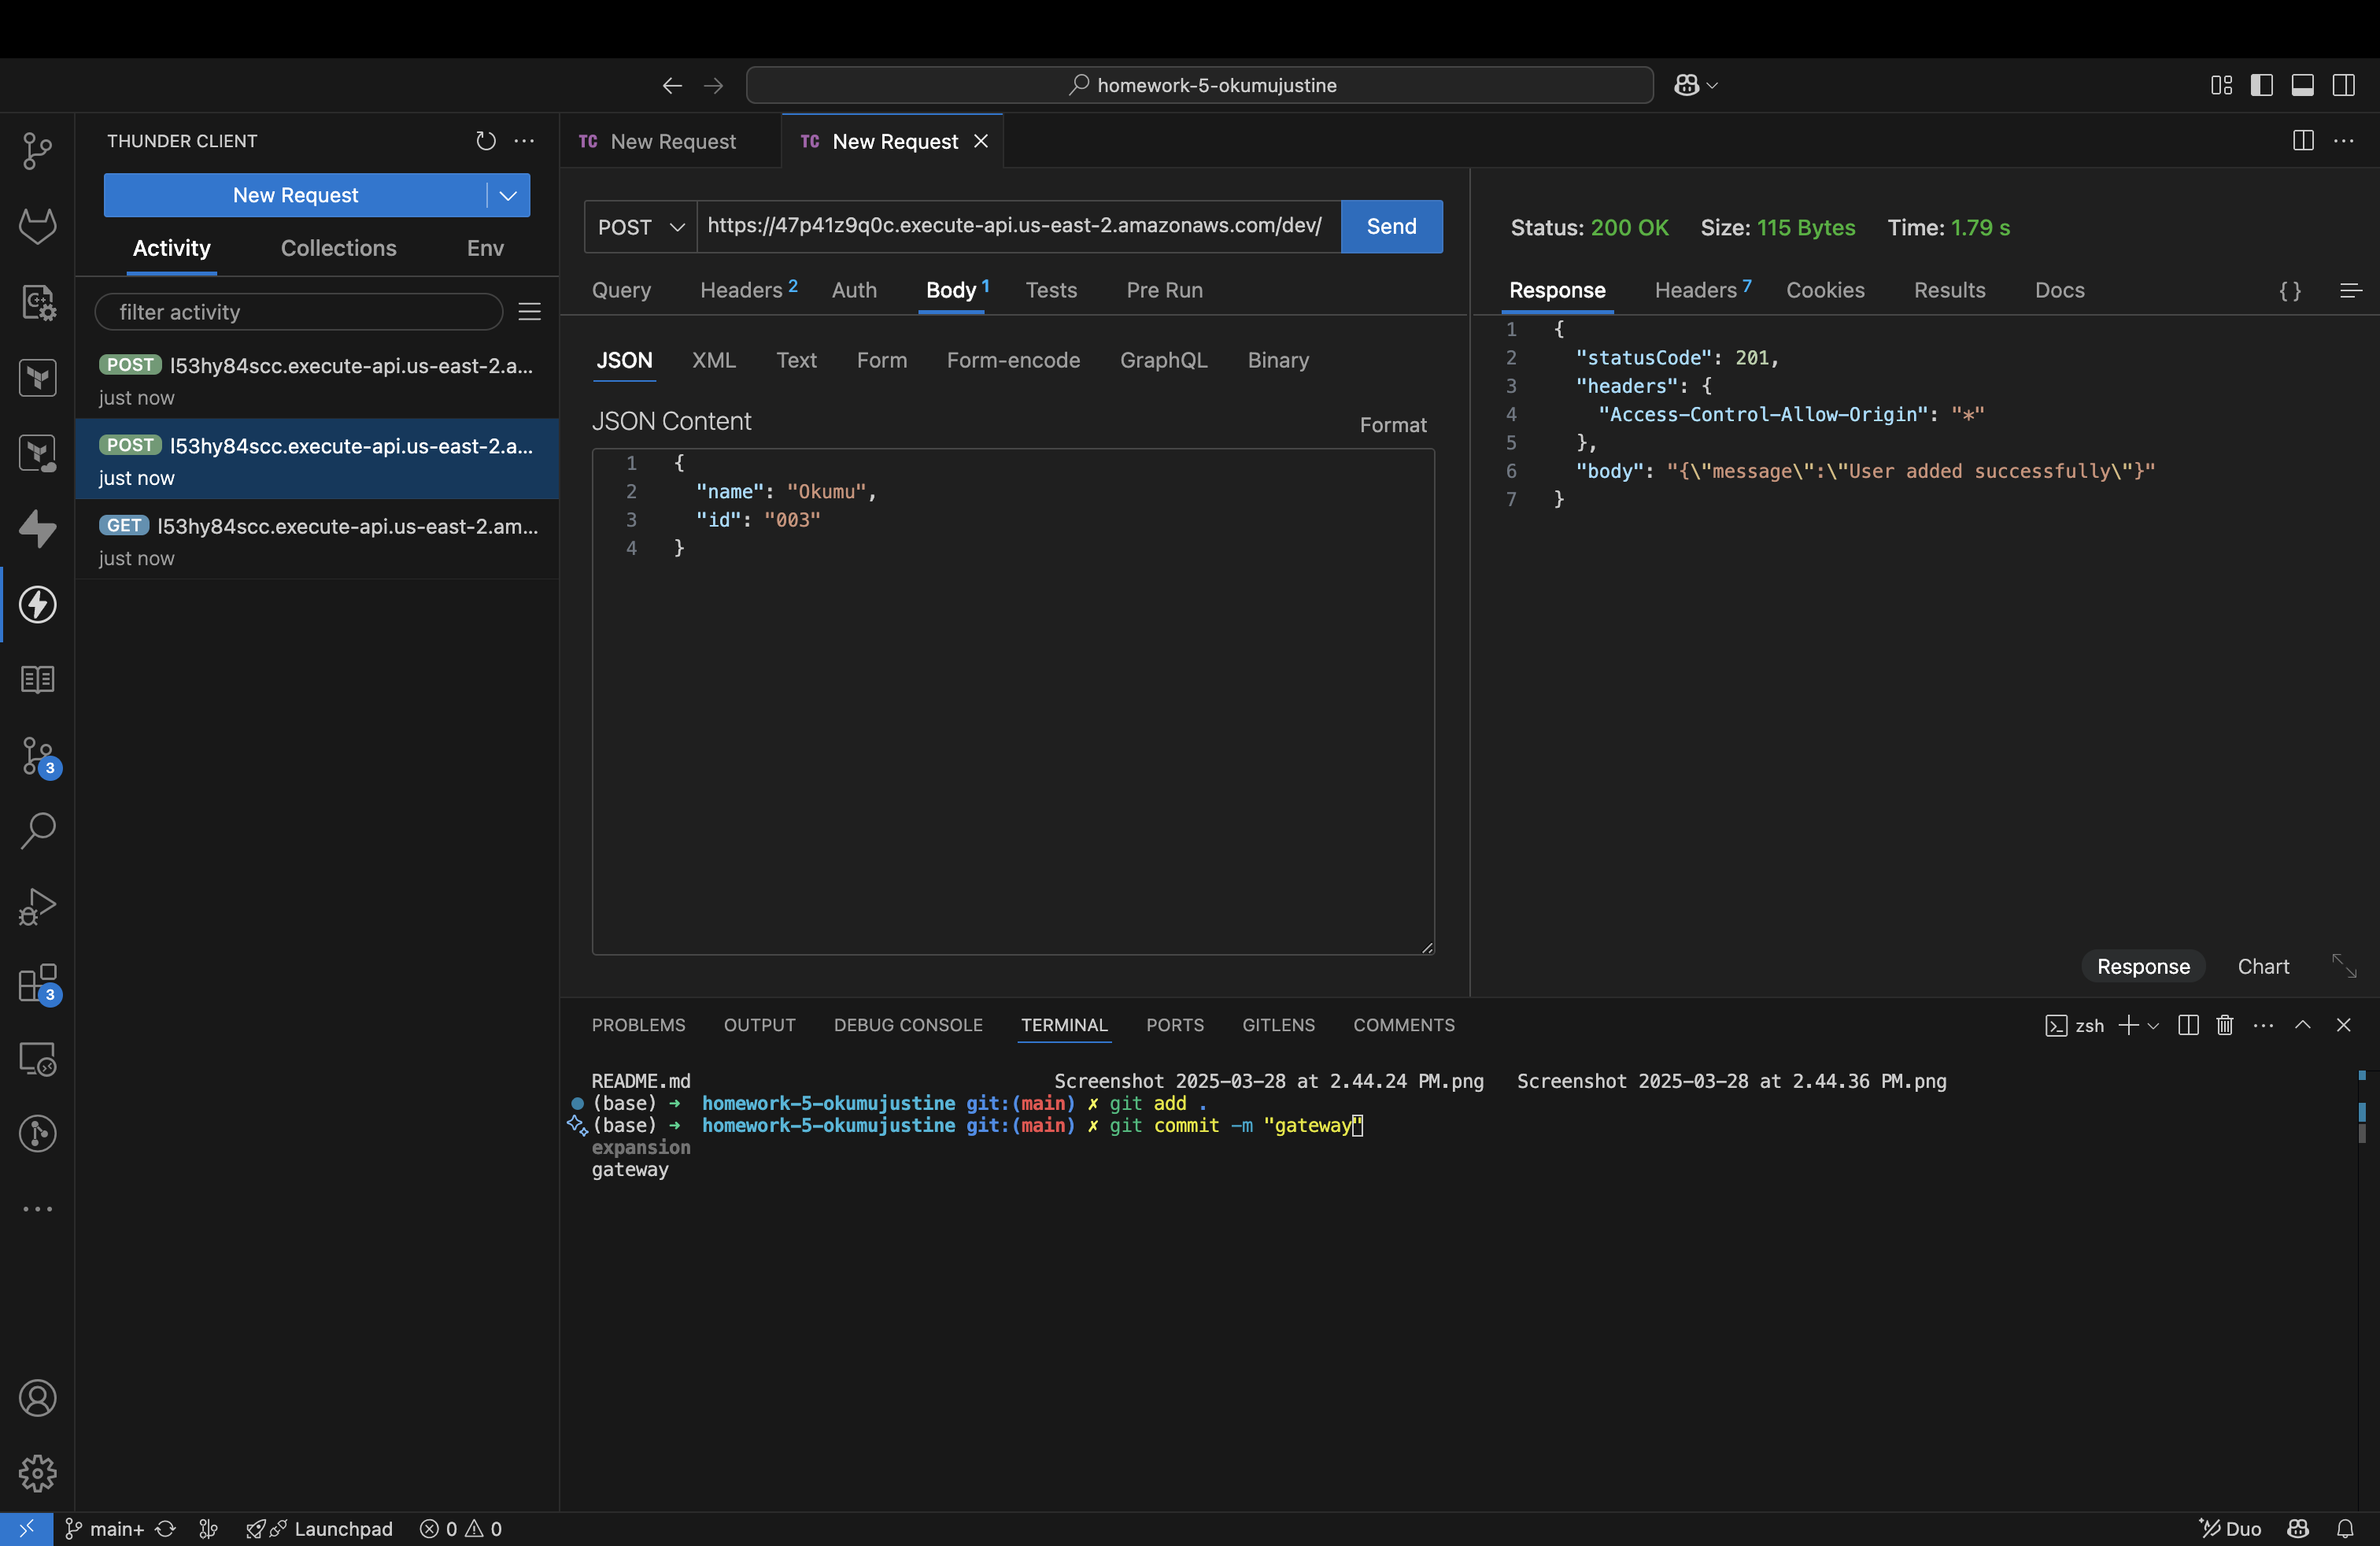 homework-5-okumujustine
THUNDER CLIENT
New Request
Activity Collections Env
filter activity
POST l53hy84scc.execute-api.us-east-2.a...
just now
POST l53hy84scc.execute-api.us-east-2.a...
just now
GET l53hy84scc.execute-api.us-east-2.am...
just now
TC New Request TC New Request
POST https://47p41z9q0c.execute-api.us-east-2.amazonaws.com/dev/ Send
Query Headers 2 Auth Body 1 Tests Pre Run
JSON XML Text Form Form-encode GraphQL Binary
JSON Content Format
1 {
2 "name": "Okumu",
3 "id": "003"
4 }
Status: 200 OK Size: 115 Bytes Time: 1.79 s
Response Headers 7 Cookies Results Docs { }
1 {
2 "statusCode": 201,
3 "headers": {
4 "Access-Control-Allow-Origin": "*"
5 },
6 "body": "{\"message\":\"User added successfully\"}"
7 }
Response Chart
PROBLEMS OUTPUT DEBUG CONSOLE TERMINAL PORTS GITLENS COMMENTS zsh
README.md Screenshot 2025-03-28 at 2.44.24 PM.png Screenshot 2025-03-28 at 2.44.36 PM.png
(base) ➜ homework-5-okumujustine git:(main) ✗ git add .
(base) ➜ homework-5-okumujustine git:(main) ✗ git commit -m "gateway"
expansion
gateway
3
3
main+ Launchpad 0 0 Duo